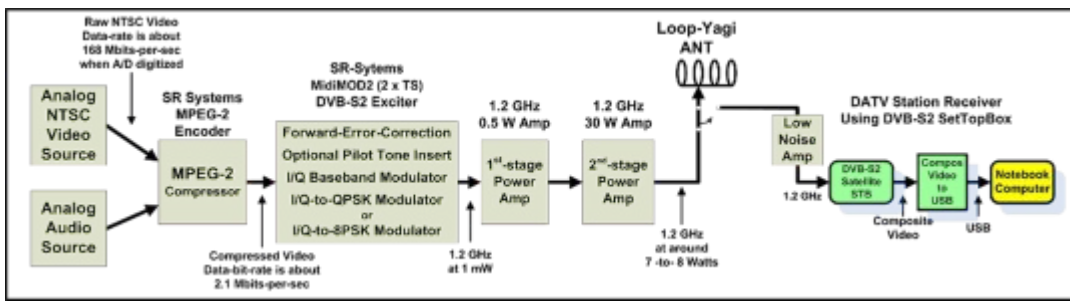 Raw NTSC Video
Data-rate is about
168 Mbits-per-sec
when A/D digitized
Analog
NTSC
Video
Source
Analog
Audio
Source
SR Systems
MPEG-2
Encoder
MPEG-2
Compressor
Compressed Video
Data-bit-rate is about
2.1 Mbits-per-sec
SR-Sytems
MidiMOD2 (2 x TS)
DVB-S2 Exciter
Forward-Error-Correction
Optional Pilot Tone Insert
I/Q Baseband Modulator
I/Q-to-QPSK Modulator
or
I/Q-to-8PSK Modulator
1.2 GHz
at 1 mW
1.2 GHz
0.5 W Amp
1st-stage
Power
Amp
1.2 GHz
30 W Amp
2nd-stage
Power
Amp
1.2 GHz
at around
7 -to- 8 Watts
Loop-Yagi
ANT
Low
Noise
Amp
1.2 GHz
DATV Station Receiver
Using DVB-S2 SetTopBox
DVB-S2
Satellite
STB
Composite
Video
Compos
Video
to
USB
USB
Notebook
Computer